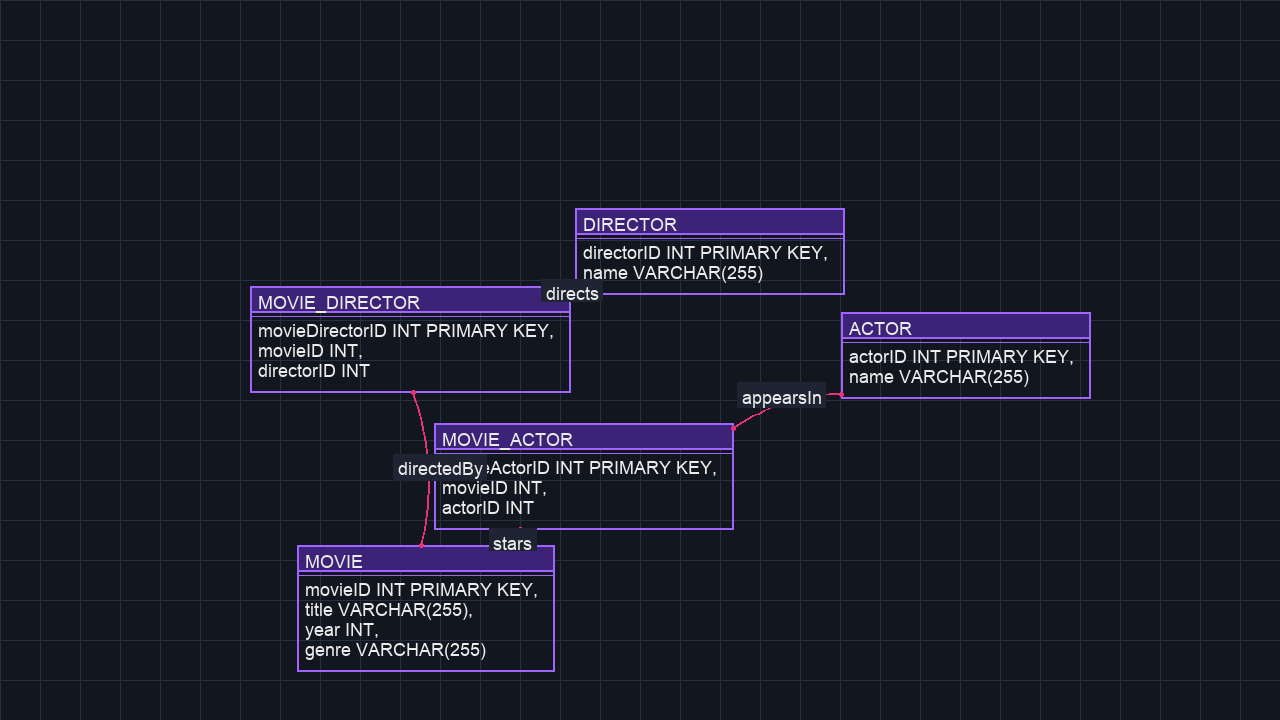 DIRECTOR
directorID INT PRIMARY KEY,
name VARCHAR(255)
directs
MOVIE_DIRECTOR
movieDirectorID INT PRIMARY KEY,
movieID INT,
directorID INT
ACTOR
actorID INT PRIMARY KEY,
name VARCHAR(255)
appearsIn
MOVIE_ACTOR
eActorID INT PRIMARY KEY,
movieID INT,
actorID INT
directedBy
stars
MOVIE
movieID INT PRIMARY KEY,
title VARCHAR(255),
year INT,
genre VARCHAR(255)